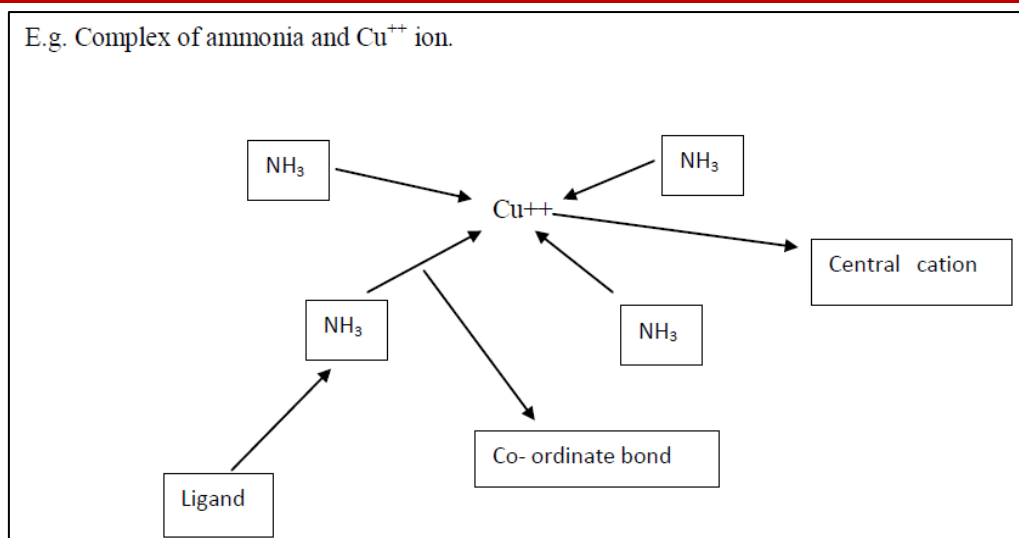 E.g. Complex of ammonia and Cu⁺⁺ ion.
NH₃
NH₃
Cu++
Central cation
NH₃
NH₃
Co- ordinate bond
Ligand